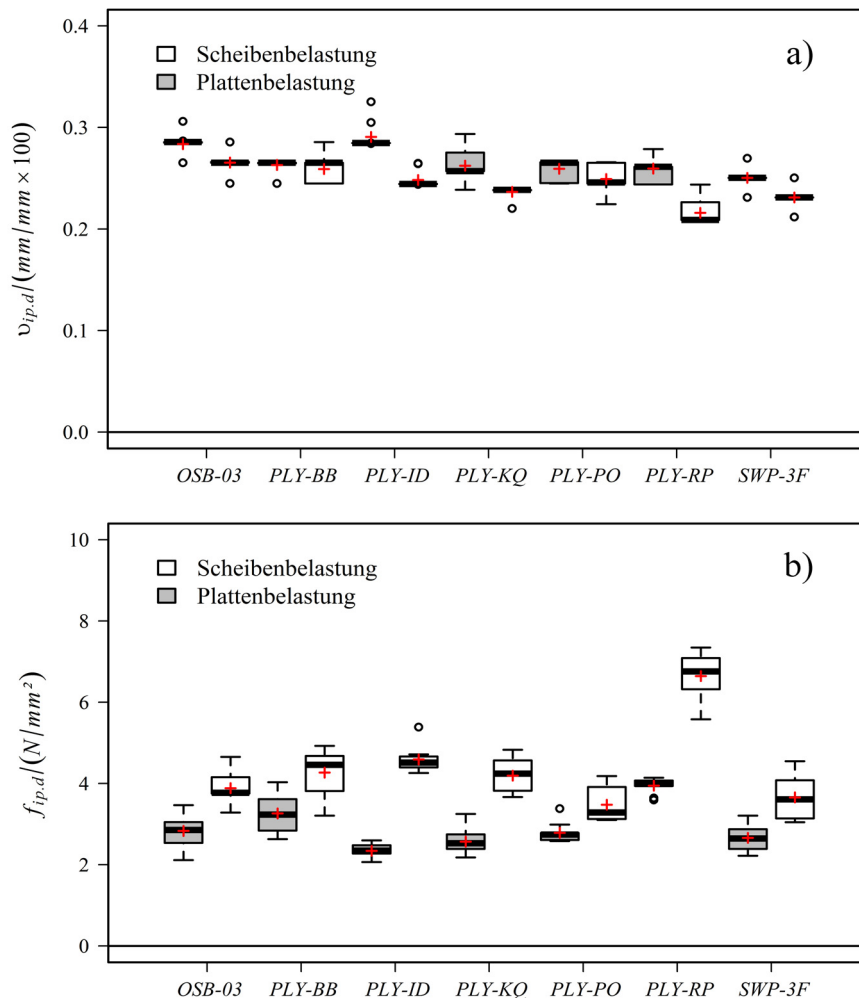 a)
0.4
Scheibenbelastung
Plattenbelastung
0.3
0.2
0.1
0.0
υip.d/(mm/mm × 100)
OSB-03 PLY-BB PLY-ID PLY-KQ PLY-PO PLY-RP SWP-3F
b)
10
Scheibenbelastung
Plattenbelastung
8
6
4
2
0
fip.d/(N/mm²)
OSB-03 PLY-BB PLY-ID PLY-KQ PLY-PO PLY-RP SWP-3F